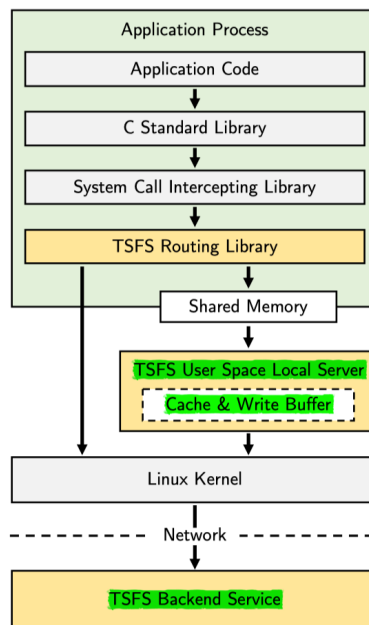 Application Process
Application Code
C Standard Library
System Call Intercepting Library
TSFS Routing Library
Shared Memory
TSFS User Space Local Server
Cache & Write Buffer
Linux Kernel
Network
TSFS Backend Service